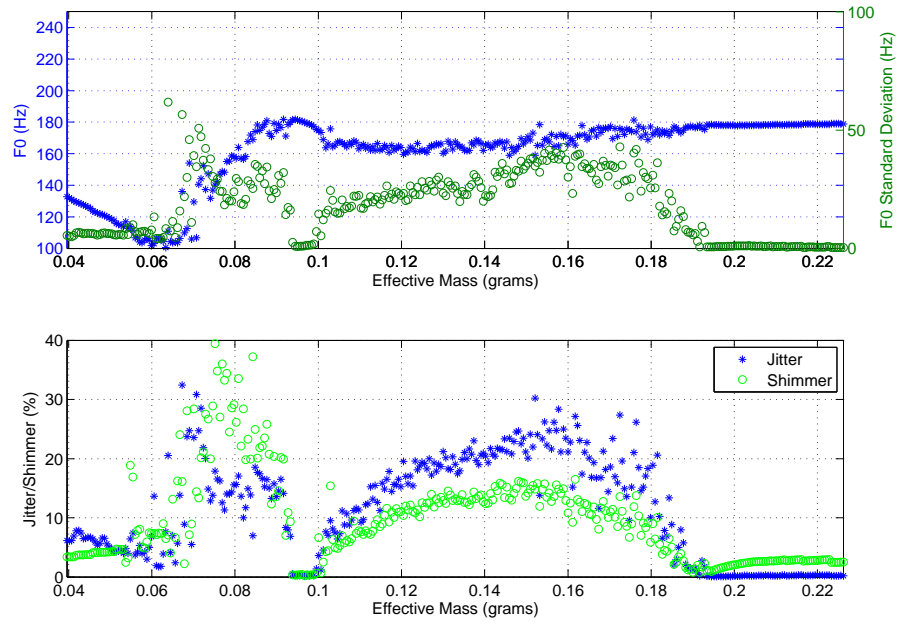 240
220
200
180
160
140
120
100
F0 (Hz)
100
50
0
F0 Standard Deviation (Hz)
0.04 0.06 0.08 0.1 0.12 0.14 0.16 0.18 0.2 0.22
Effective Mass (grams)
40
30
20
10
0
Jitter/Shimmer (%)
Jitter
Shimmer
0.04 0.06 0.08 0.1 0.12 0.14 0.16 0.18 0.2 0.22
Effective Mass (grams)